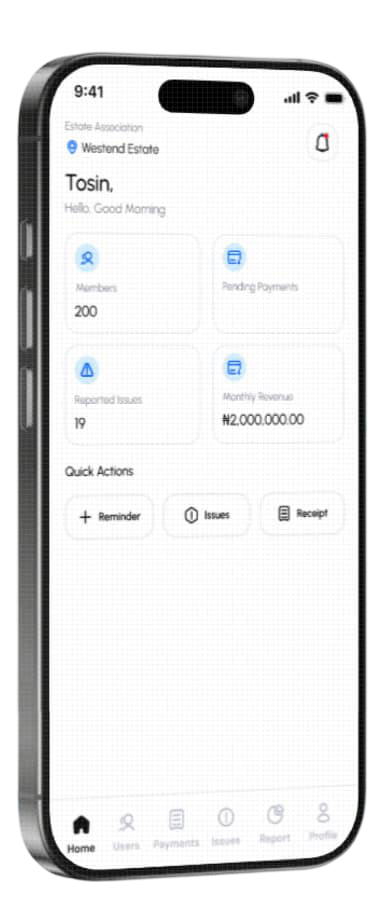 9:41
Estate Association
Westend Estate
Tosin,
Hello, Good Morning
Members
200
Pending Payments
Reported Issues
19
Monthly Revenue
₦2,000,000.00
Quick Actions
Reminder
Issues
Receipt
Home
Users
Payments
Issues
Report
Profile